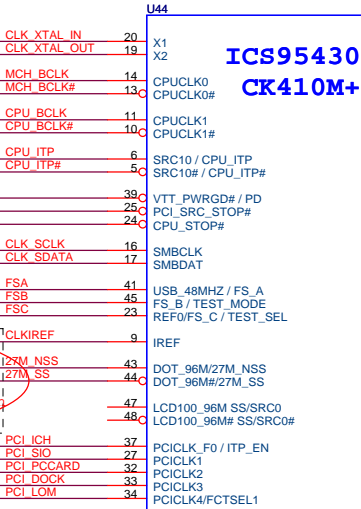 U44
ICS95430
CK410M+
CLK_XTAL_IN 20 X1
CLK_XTAL_OUT 19 X2
MCH_BCLK 14 CPUCLK0
MCH_BCLK# 13 CPUCLK0#
CPU_BCLK 11 CPUCLK1
CPU_BCLK# 10 CPUCLK1#
CPU_ITP 6 SRC10 / CPU_ITP
CPU_ITP# 5 SRC10# / CPU_ITP#
39 VTT_PWRGD# / PD
25 PCI_SRC_STOP#
24 CPU_STOP#
CLK_SCLK 16 SMBCLK
CLK_SDATA 17 SMBDAT
FSA 41 USB_48MHZ / FS_A
FSB 45 FS_B / TEST_MODE
FSC 23 REF0/FS_C / TEST_SEL
CLKIREF 9 IREF
27M_NSS 43 DOT_96M/27M_NSS
27M_SS 44 DOT_96M#/27M_SS
47 LCD100_96M SS/SRC0
48 LCD100_96M# SS/SRC0#
PCI_ICH 37 PCICLK_F0 / ITP_EN
PCI_SIO 27 PCICLK1
PCI_PCCARD 32 PCICLK2
PCI_DOCK 33 PCICLK3
PCI_LOM 34 PCICLK4/FCTSEL1